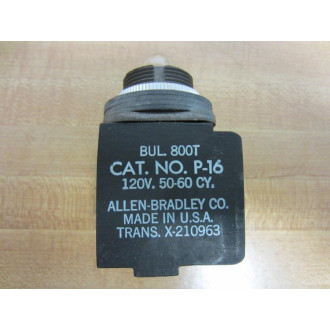 BUL. 800T
CAT. NO. P-16
120V. 50-60 CY.
ALLEN-BRADLEY CO.
MADE IN U.S.A.
TRANS. X-210963